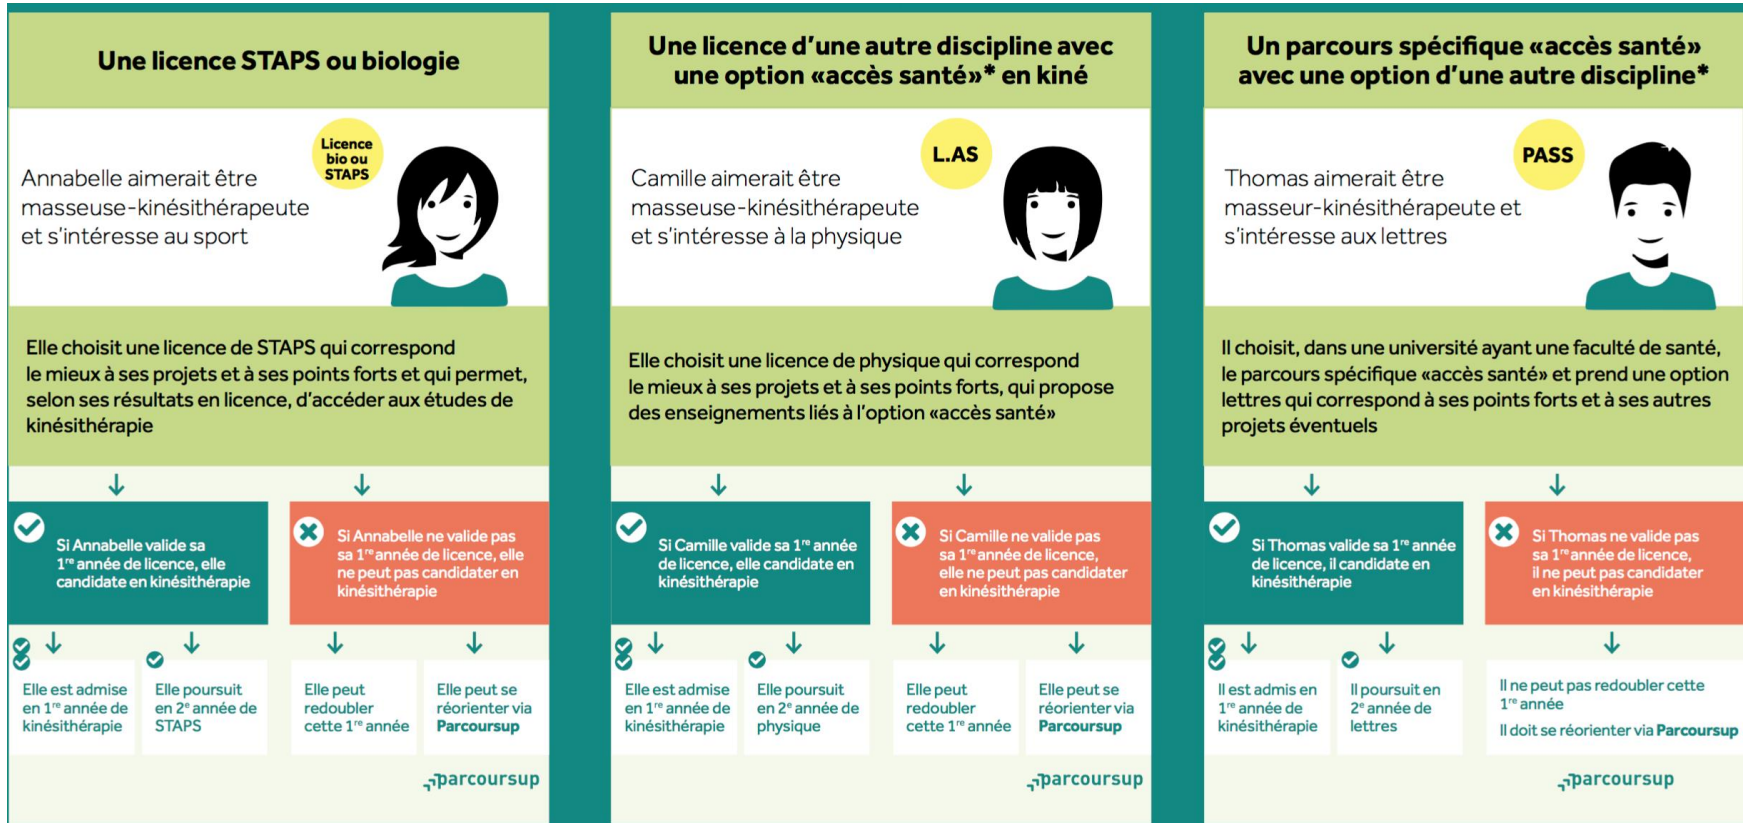 Une licence STAPS ou biologie
Licence
bio ou
STAPS
Annabelle aimerait être
masseuse-kinésithérapeute
et s'intéresse au sport
Elle choisit une licence de STAPS qui correspond
le mieux à ses projets et à ses points forts et qui permet,
selon ses résultats en licence, d'accéder aux études de
kinésithérapie
Si Annabelle valide sa
1re année de licence, elle
candidate en kinésithérapie
Si Annabelle ne valide pas
sa 1re année de licence, elle
ne peut pas candidater en
kinésithérapie
Elle est admise
en 1re année de
kinésithérapie
Elle poursuit
en 2e année de
STAPS
Elle peut
redoubler
cette 1re année
Elle peut se
réorienter via
Parcoursup
parcoursup
Une licence d'une autre discipline avec
une option «accès santé»* en kiné
L.AS
Camille aimerait être
masseuse-kinésithérapeute
et s'intéresse à la physique
Elle choisit une licence de physique qui correspond
le mieux à ses projets et à ses points forts, qui propose
des enseignements liés à l'option «accès santé»
Si Camille valide sa 1re année
de licence, elle candidate en
kinésithérapie
Si Camille ne valide pas
sa 1re année de licence,
elle ne peut pas candidater
en kinésithérapie
Elle est admise
en 1re année de
kinésithérapie
Elle poursuit
en 2e année de
physique
Elle peut
redoubler
cette 1re année
Elle peut se
réorienter via
Parcoursup
parcoursup
Un parcours spécifique «accès santé»
avec une option d'une autre discipline*
PASS
Thomas aimerait être
masseur-kinésithérapeute et
s'intéresse aux lettres
Il choisit, dans une université ayant une faculté de santé,
le parcours spécifique «accès santé» et prend une option
lettres qui correspond à ses points forts et à ses autres
projets éventuels
Si Thomas valide sa 1re année
de licence, il candidate en
kinésithérapie
Si Thomas ne valide pas
sa 1re année de licence,
il ne peut pas candidater
en kinésithérapie
Il est admis en
1re année de
kinésithérapie
Il poursuit en
2e année de
lettres
Il ne peut pas redoubler cette
1re année
Il doit se réorienter via Parcoursup
parcoursup